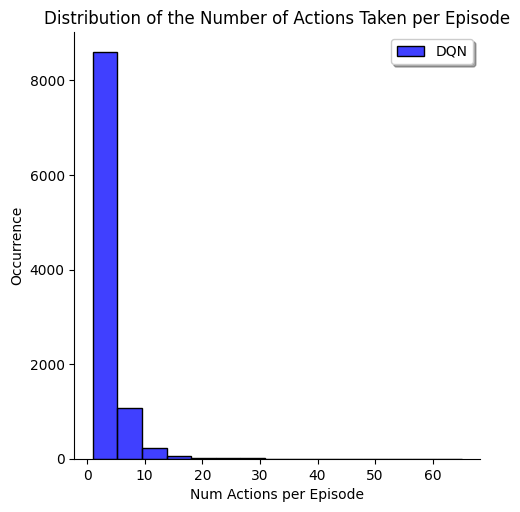 Distribution of the Number of Actions Taken per Episode
DQN
8000
6000
4000
2000
0
Occurrence
0 10 20 30 40 50 60
Num Actions per Episode